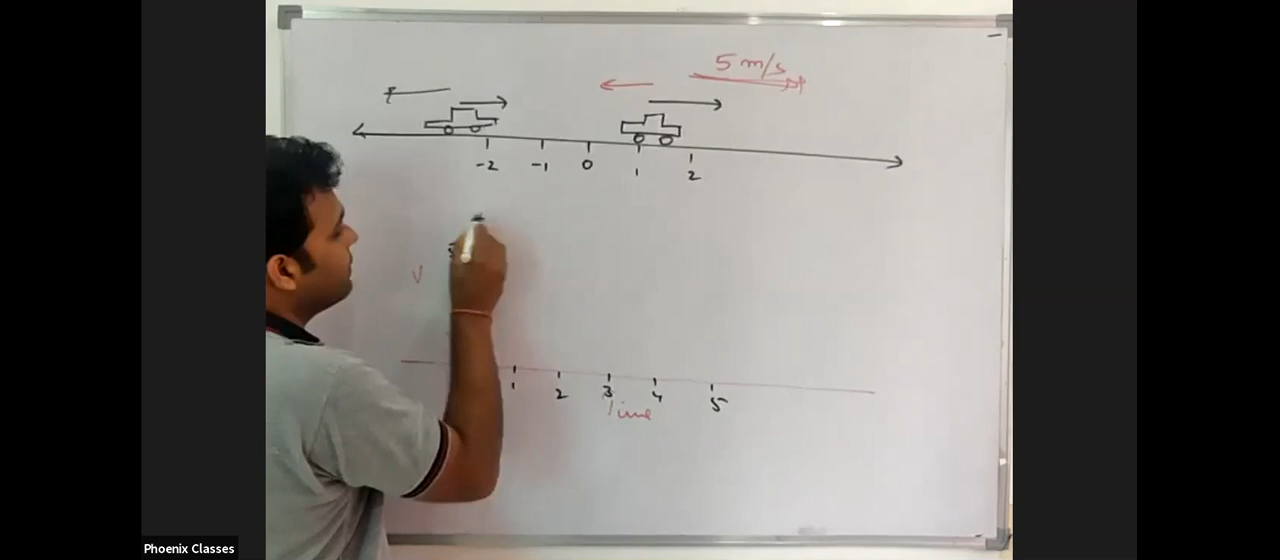 5 m/s
-2 -1 0 1 2
V
1 2 3 4 5
Time
Phoenix Classes